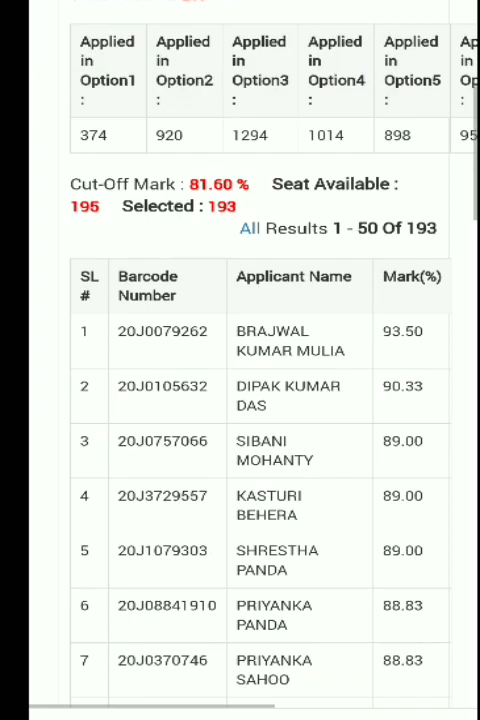 Applied in Option1 : Applied in Option2 : Applied in Option3 : Applied in Option4 : Applied in Option5 : Ap in Op :
374 920 1294 1014 898 95
Cut-Off Mark : 81.60 % Seat Available :
195 Selected : 193
All Results 1 - 50 Of 193
SL # Barcode Number Applicant Name Mark(%)
1 20J0079262 BRAJWAL KUMAR MULIA 93.50
2 20J0105632 DIPAK KUMAR DAS 90.33
3 20J0757066 SIBANI MOHANTY 89.00
4 20J3729557 KASTURI BEHERA 89.00
5 20J1079303 SHRESTHA PANDA 89.00
6 20J08841910 PRIYANKA PANDA 88.83
7 20J0370746 PRIYANKA SAHOO 88.83